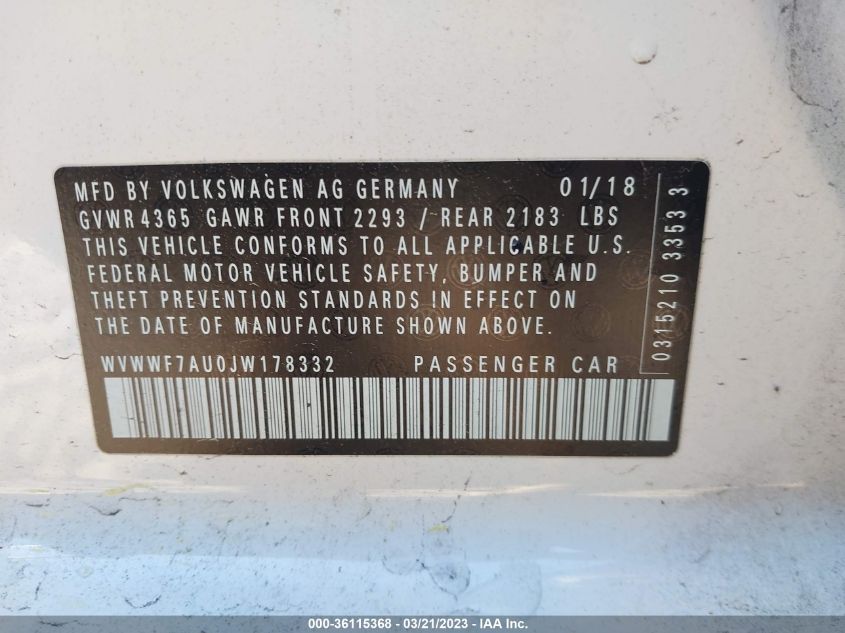 MFD BY VOLKSWAGEN AG GERMANY 01/18
GVWR 4365 GAWR FRONT 2293 / REAR 2183 LBS
THIS VEHICLE CONFORMS TO ALL APPLICABLE U.S.
FEDERAL MOTOR VEHICLE SAFETY, BUMPER AND
THEFT PREVENTION STANDARDS IN EFFECT ON
THE DATE OF MANUFACTURE SHOWN ABOVE.
WVWWF7AU0JW178332 PASSENGER CAR
0315210 3353 3
000-36115368 - 03/21/2023 - IAA Inc.